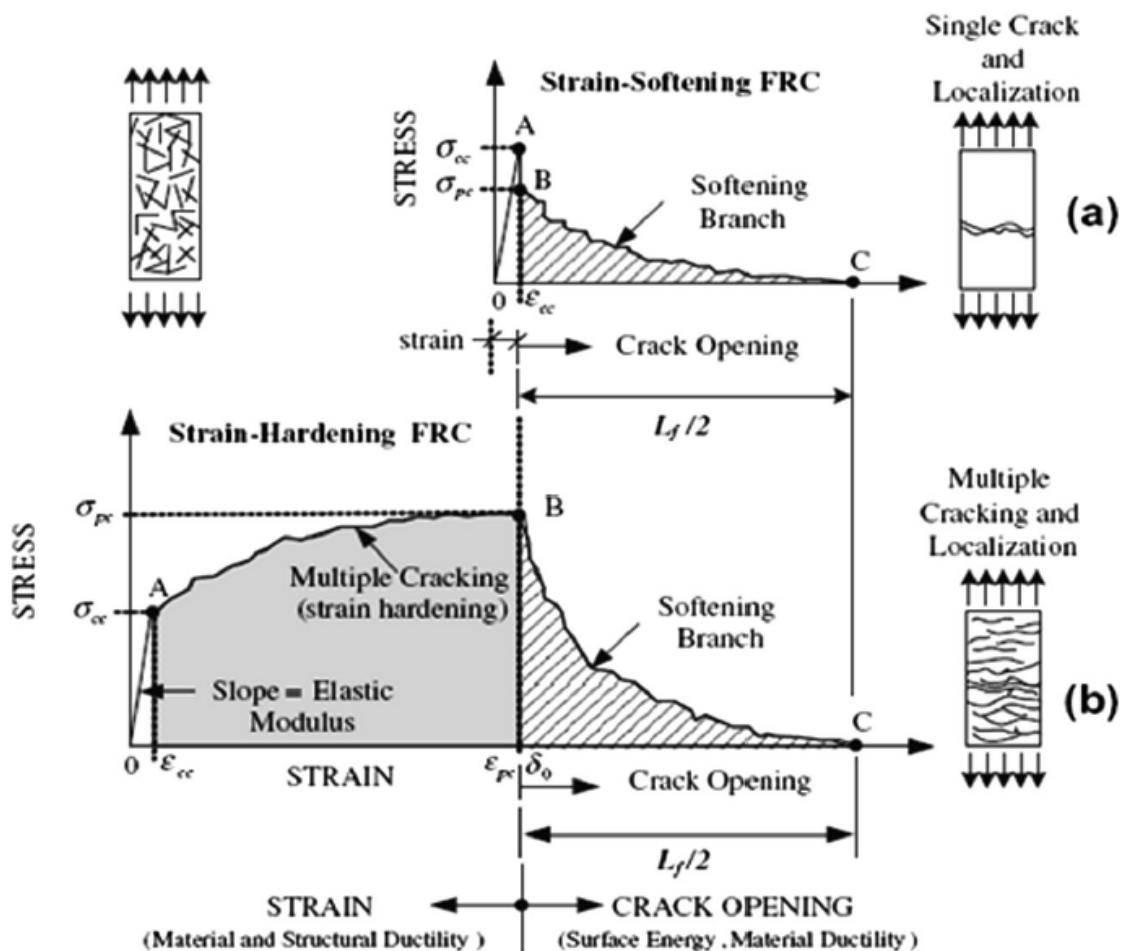 Single Crack
and
Localization
Strain-Softening FRC
STRESS
σcc
σpc
A
B
Softening
Branch
C
(a)
0
εcc
strain
Crack Opening
Lf/2
Strain-Hardening FRC
STRESS
σpc
σcc
A
B
Multiple Cracking
(strain hardening)
Slope = Elastic
Modulus
Softening
Branch
C
Multiple
Cracking and
Localization
(b)
0
εcc
STRAIN
εpc
δ0
Crack Opening
Lf/2
STRAIN
(Material and Structural Ductility)
CRACK OPENING
(Surface Energy, Material Ductility)